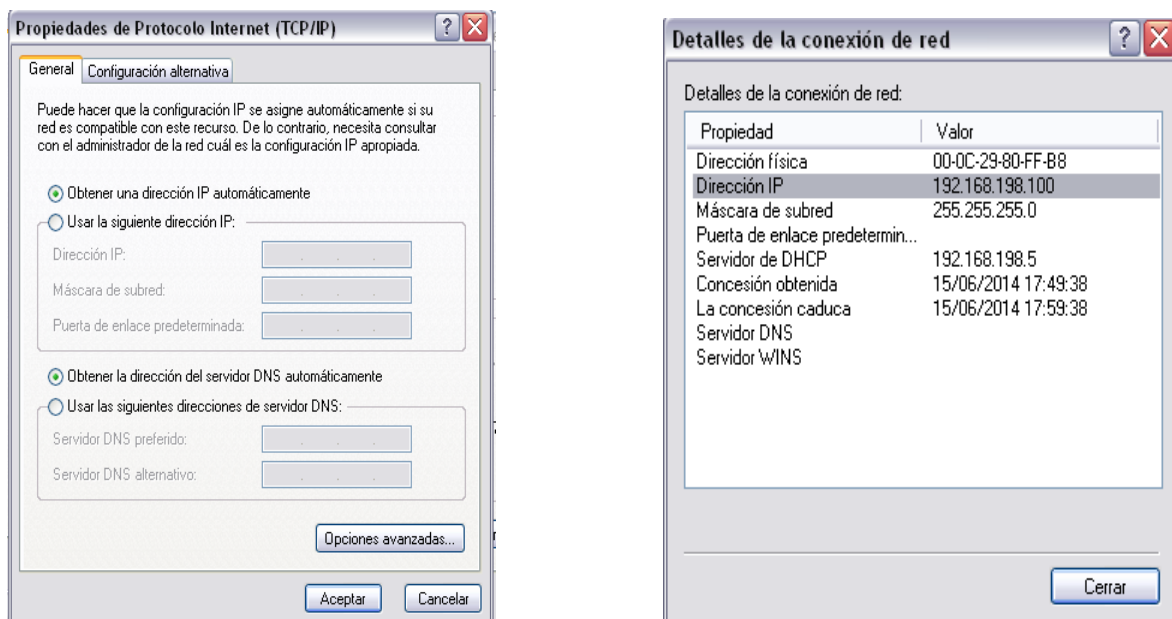 Propiedades de Protocolo Internet (TCP/IP)
General
Configuración alternativa
Puede hacer que la configuración IP se asigne automáticamente si su
red es compatible con este recurso. De lo contrario, necesita consultar
con el administrador de la red cuál es la configuración IP apropiada.
Obtener una dirección IP automáticamente
Usar la siguiente dirección IP:
Dirección IP:
Máscara de subred:
Puerta de enlace predeterminada:
Obtener la dirección del servidor DNS automáticamente
Usar las siguientes direcciones de servidor DNS:
Servidor DNS preferido:
Servidor DNS alternativo:
Opciones avanzadas...
Aceptar
Cancelar
Detalles de la conexión de red
Detalles de la conexión de red:
Propiedad Valor
Dirección física 00-0C-29-80-FF-B8
Dirección IP 192.168.198.100
Máscara de subred 255.255.255.0
Puerta de enlace predetermin...
Servidor de DHCP 192.168.198.5
Concesión obtenida 15/06/2014 17:49:38
La concesión caduca 15/06/2014 17:59:38
Servidor DNS
Servidor WINS
Cerrar